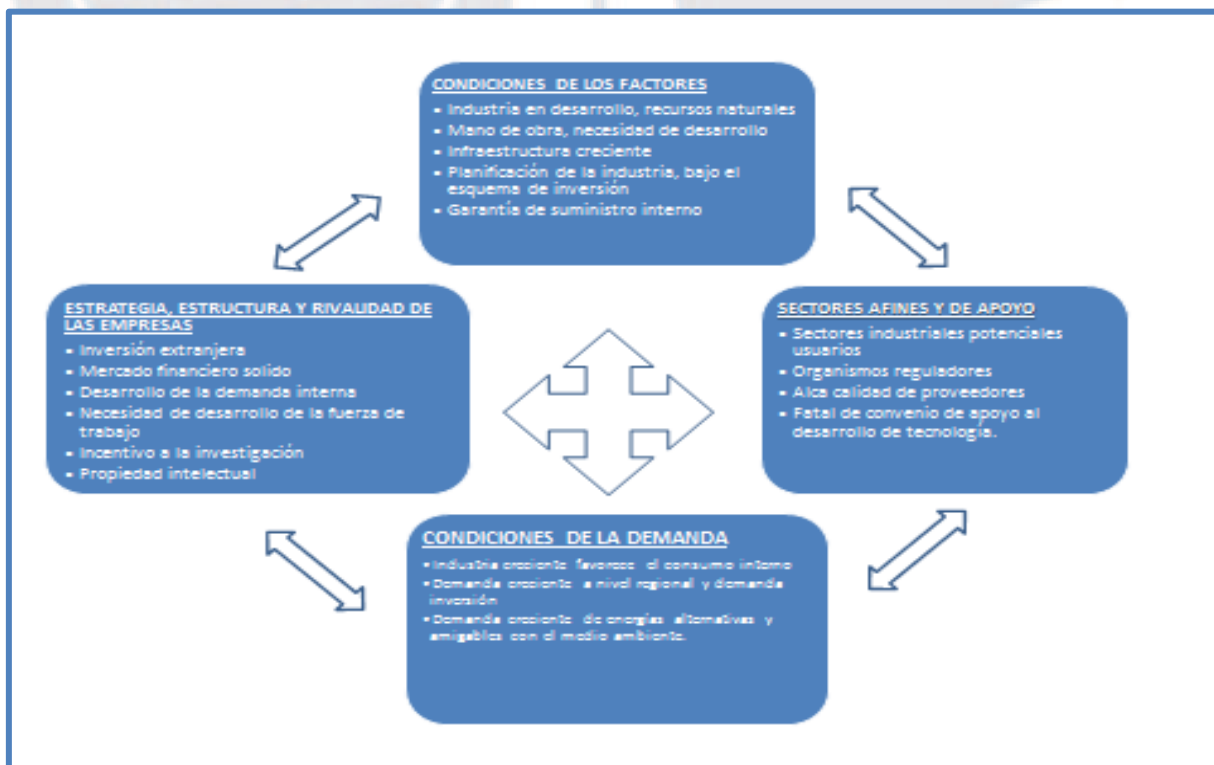 CONDICIONES DE LOS FACTORES
• Industria en desarrollo, recursos naturales
• Mano de obra, necesidad de desarrollo
• Infraestructura creciente
• Planificación de la industria, bajo el
esquema de inversión
• Garantía de suministro interno
ESTRATEGIA, ESTRUCTURA Y RIVALIDAD DE
LAS EMPRESAS
• Inversión extranjera
• Mercado financiero solido
• Desarrollo de la demanda interna
• Necesidad de desarrollo de la fuerza de
trabajo
• Incentivo a la investigación
• Propiedad intelectual
SECTORES AFINES Y DE APOYO
• Sectores industriales potenciales
usuarios
• Organismos reguladores
• Alca calidad de proveedores
• Fatal de convenio de apoyo al
desarrollo de tecnología.
CONDICIONES DE LA DEMANDA
• Industria creciente favorece el consumo interno
• Demanda creciente a nivel regional y demanda
inversión
• Demanda creciente de energías alternativas y
amigables con el medio ambiente.